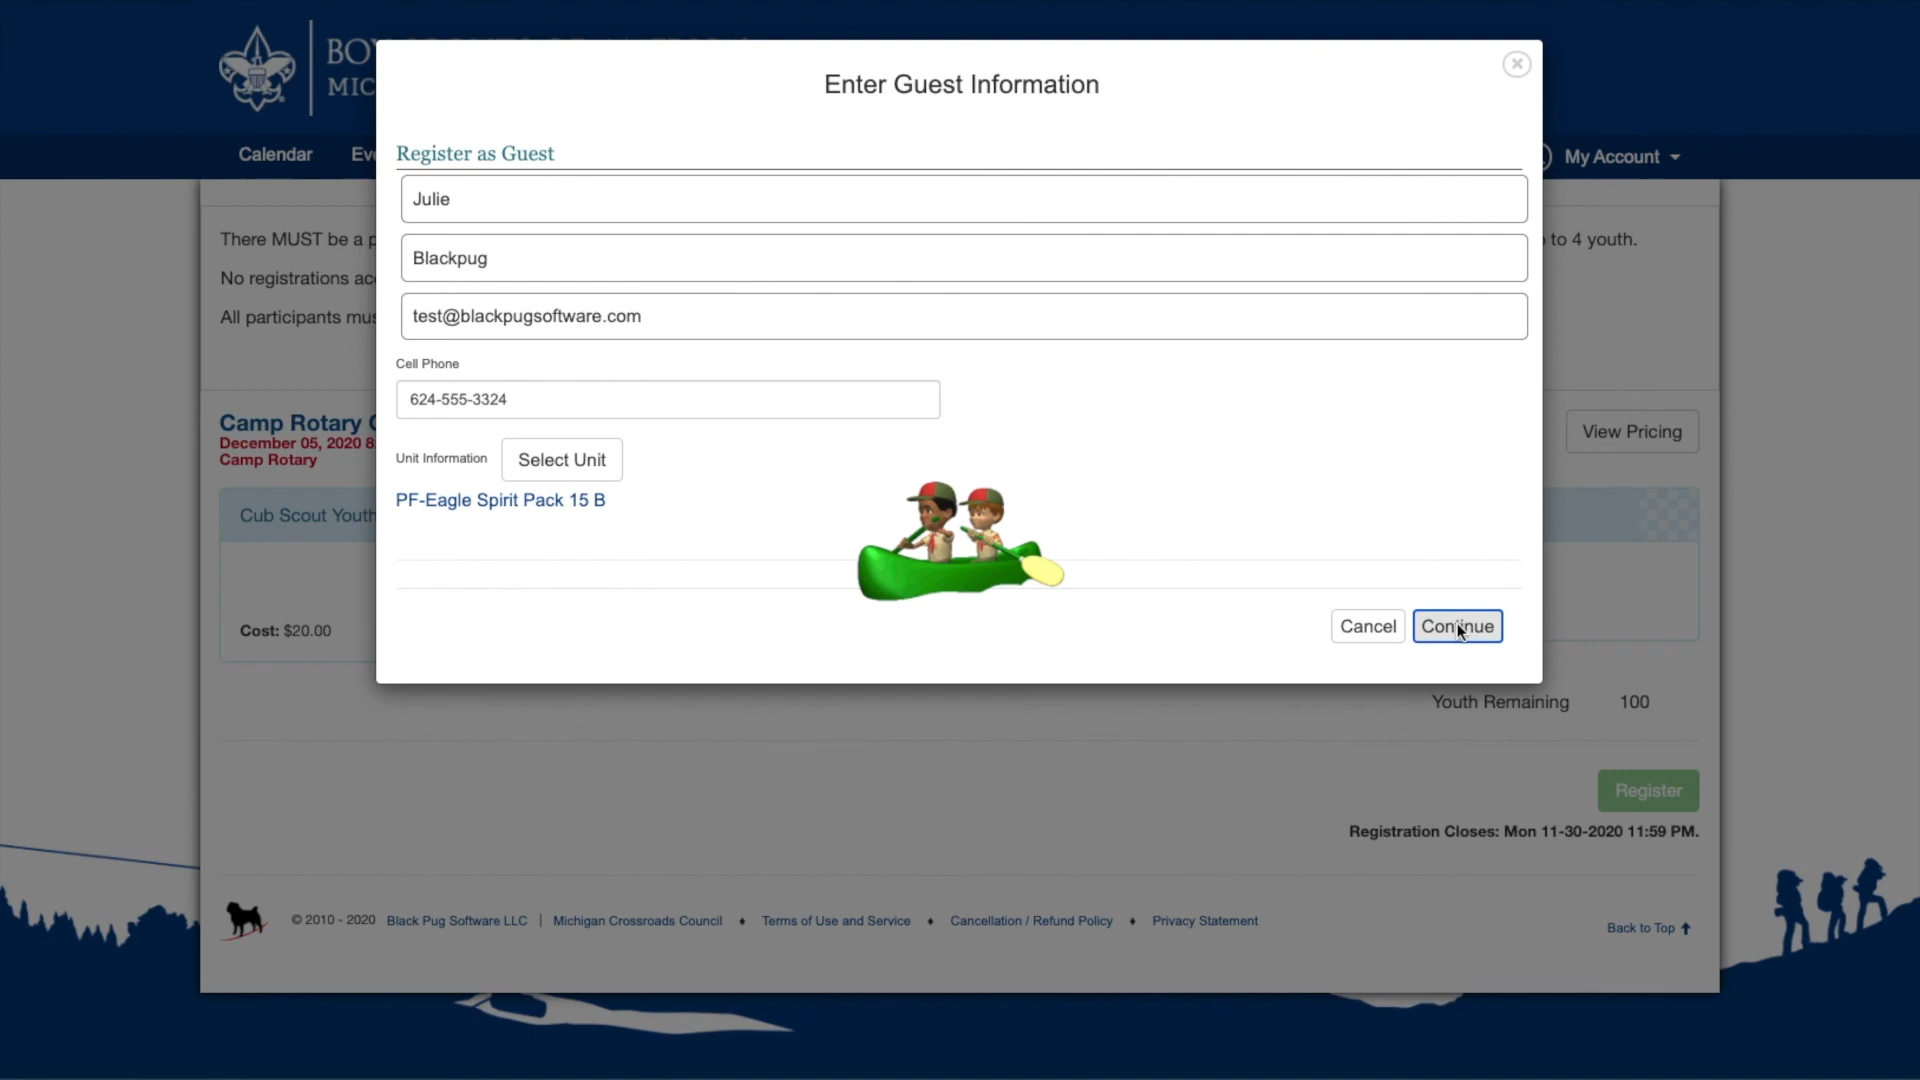 BOY
MIC
Enter Guest Information
Calendar
Eve
My Account
Register as Guest
Julie
There MUST be a p
to 4 youth.
Blackpug
No registrations acc
All participants mus
test@blackpugsoftware.com
Cell Phone
624-555-3324
Camp Rotary
December 05, 2020 8:
Camp Rotary
View Pricing
Unit Information
Select Unit
PF-Eagle Spirit Pack 15 B
Cub Scout Youth
Cost: $20.00
Cancel
Continue
Youth Remaining 100
Register
Registration Closes: Mon 11-30-2020 11:59 PM.
© 2010 - 2020 Black Pug Software LLC | Michigan Crossroads Council ♦ Terms of Use and Service ♦ Cancellation / Refund Policy ♦ Privacy Statement
Back to Top